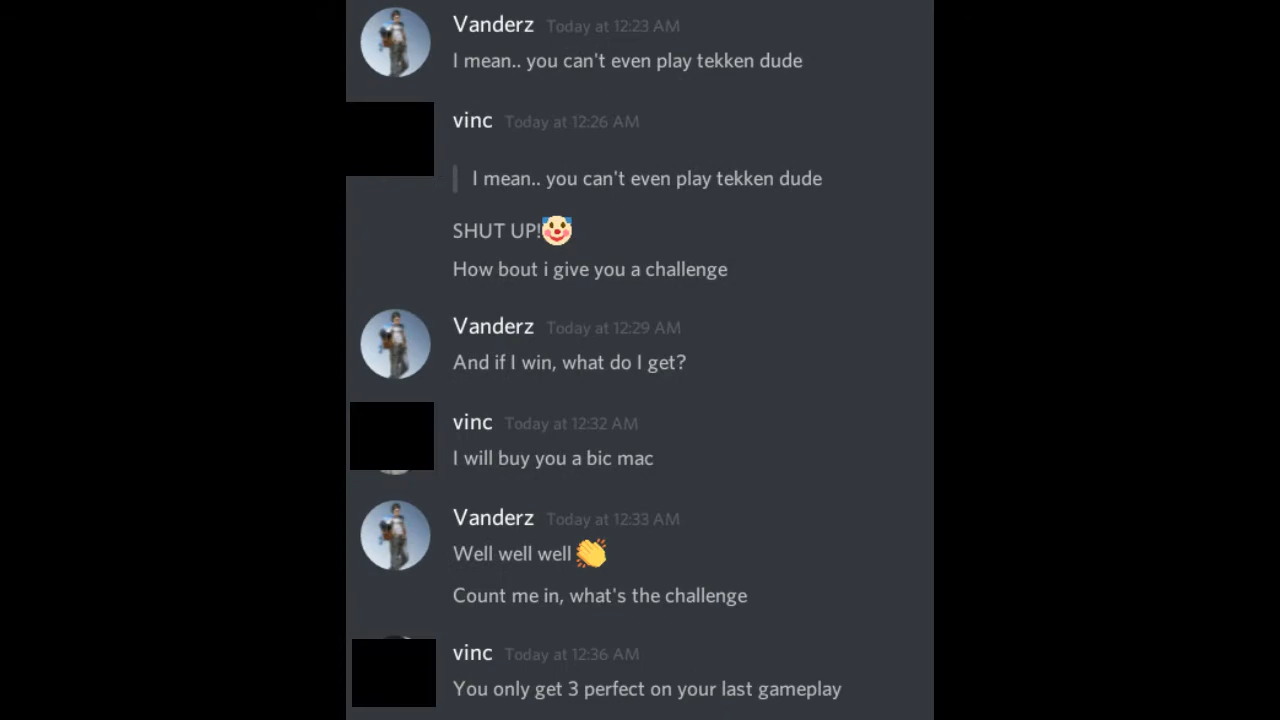 Vanderz Today at 12:23 AM
I mean.. you can't even play tekken dude
vinc Today at 12:26 AM
I mean.. you can't even play tekken dude
SHUT UP!🤡
How bout i give you a challenge
Vanderz Today at 12:29 AM
And if I win, what do I get?
vinc Today at 12:32 AM
I will buy you a bic mac
Vanderz Today at 12:33 AM
Well well well 👏
Count me in, what's the challenge
vinc Today at 12:36 AM
You only get 3 perfect on your last gameplay